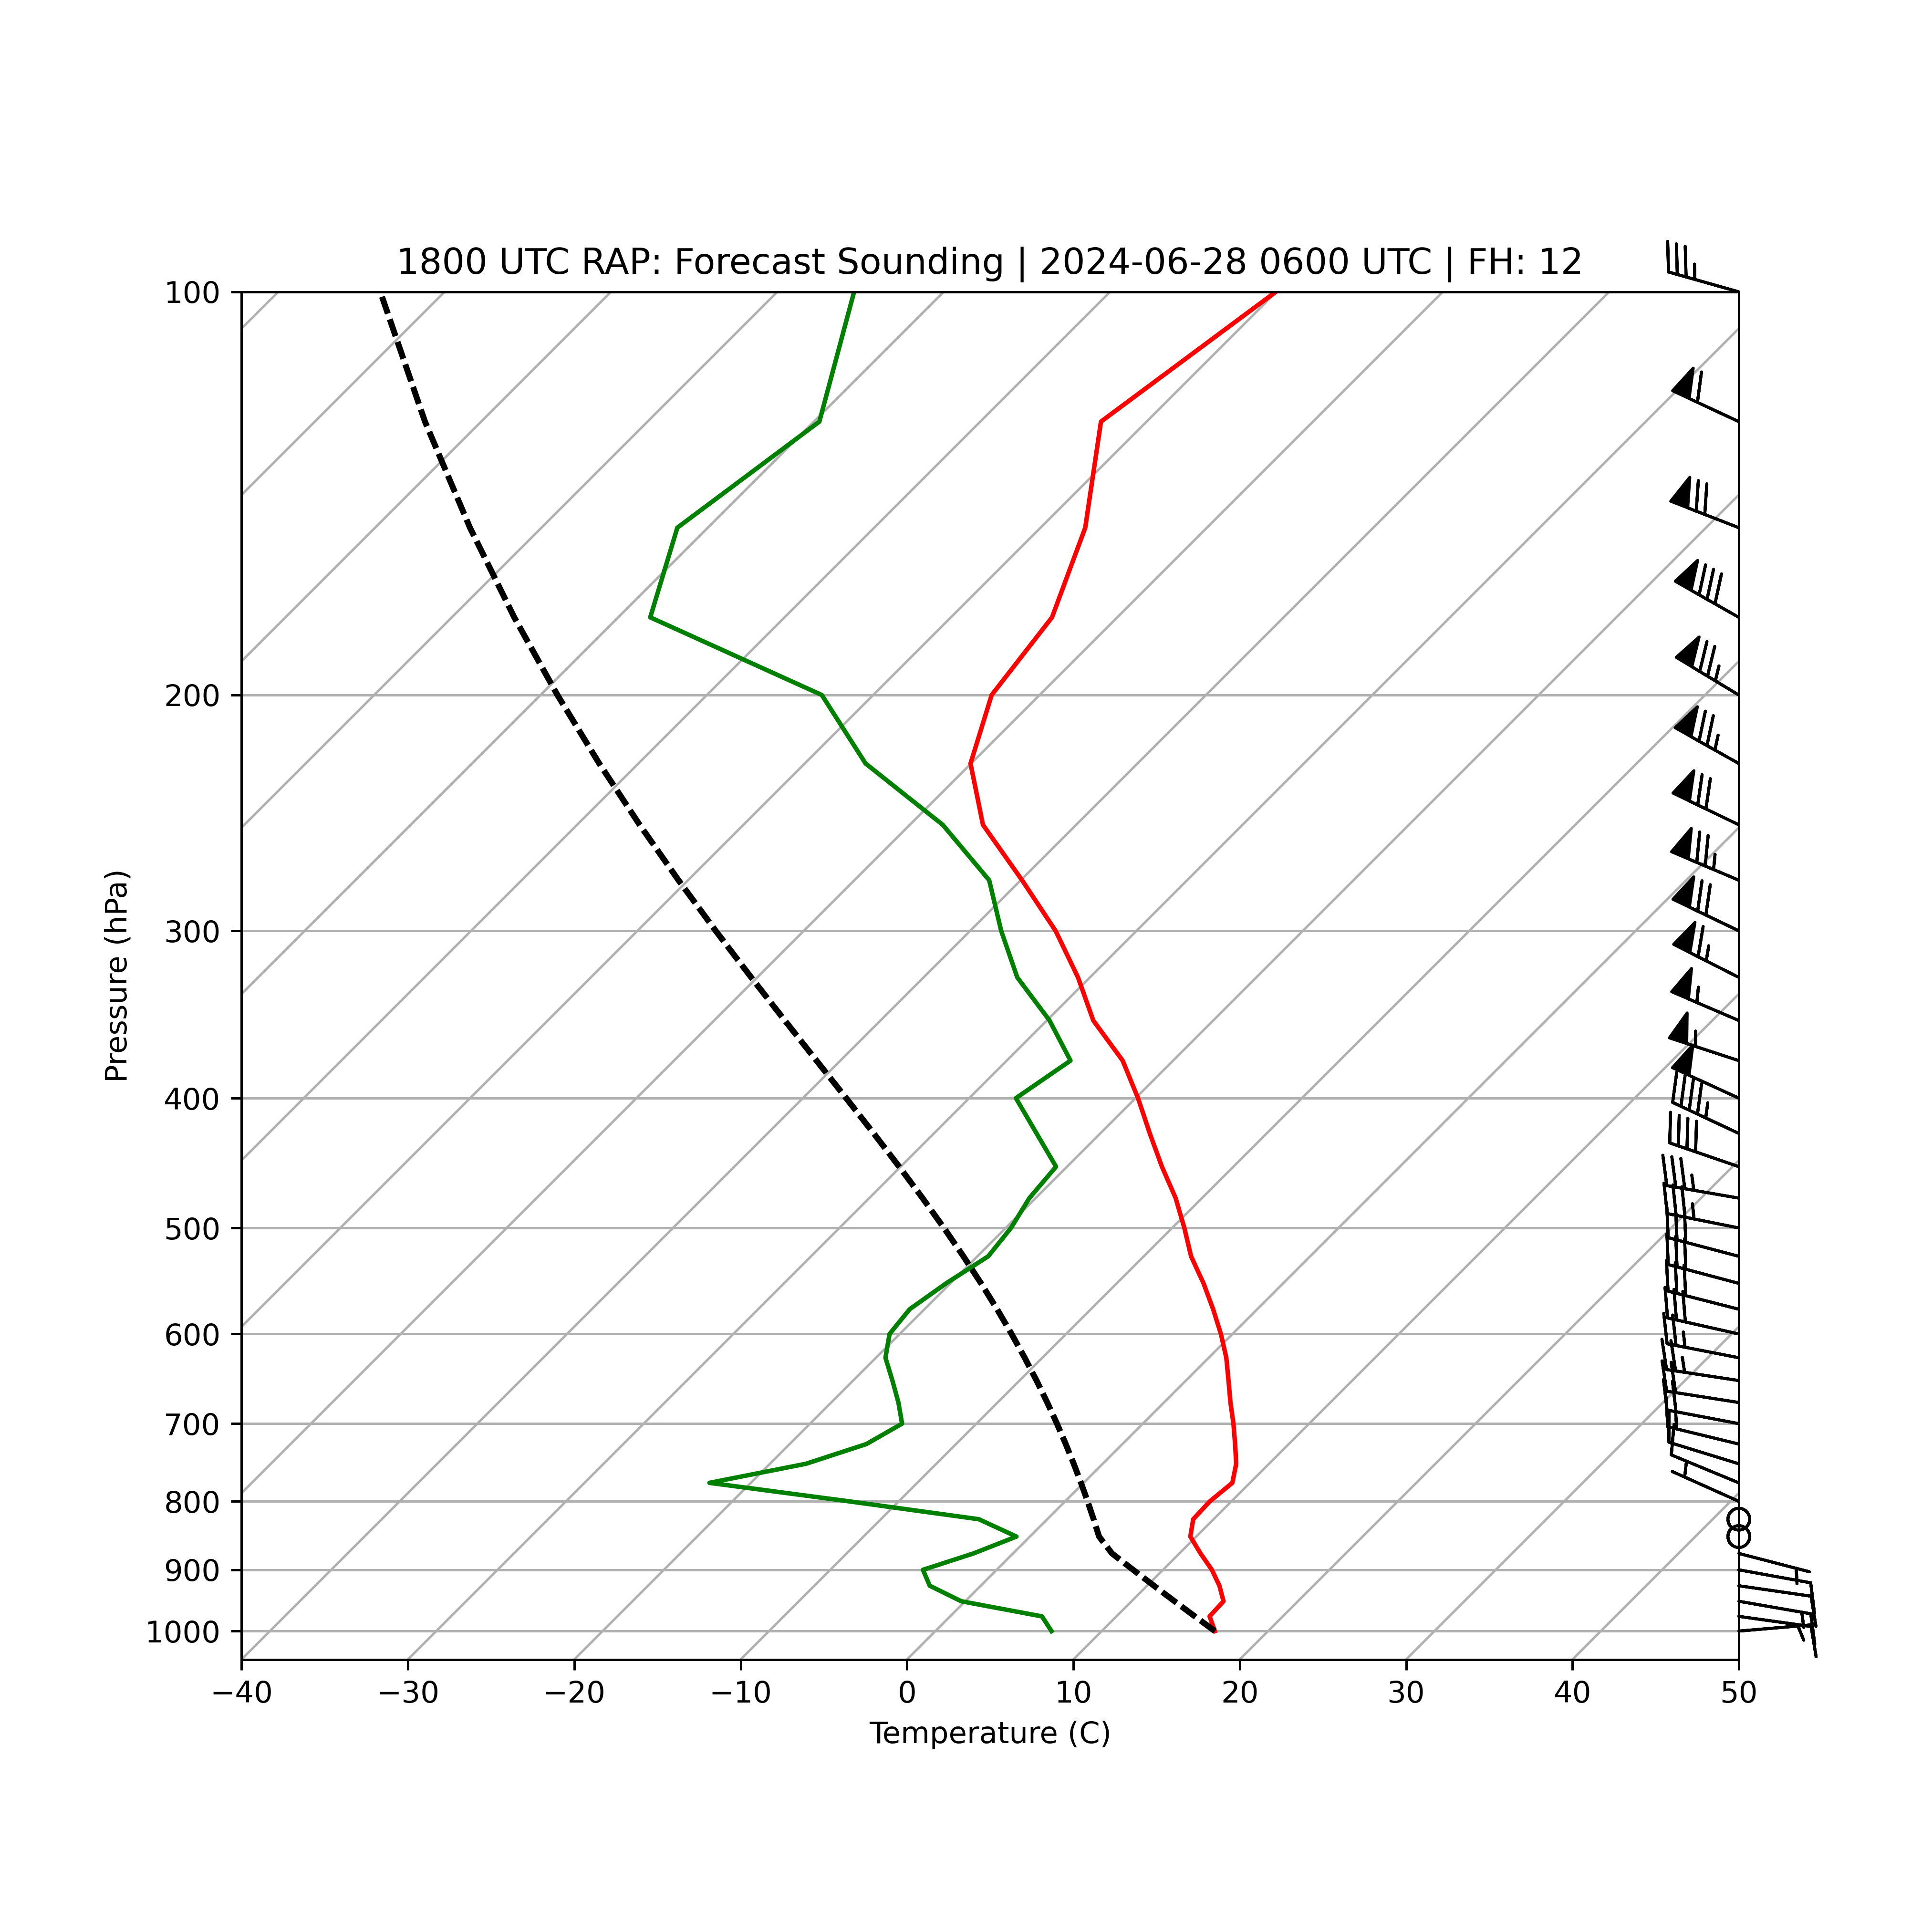 1800 UTC RAP: Forecast Sounding | 2024-06-28 0600 UTC | FH: 12
100
200
300
400
500
600
700
800
900
1000
Pressure (hPa)
−40 −30 −20 −10 0 10 20 30 40 50
Temperature (C)